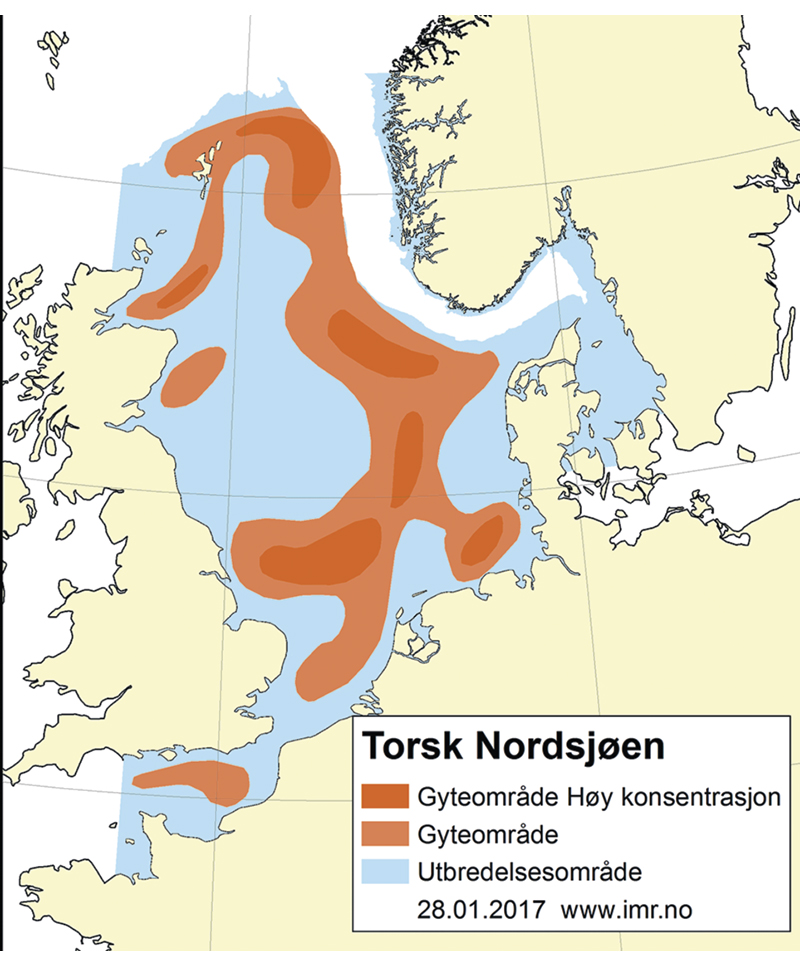 Torsk Nordsjøen
Gyteområde Høy konsentrasjon
Gyteområde
Utbredelsesområde
28.01.2017 www.imr.no